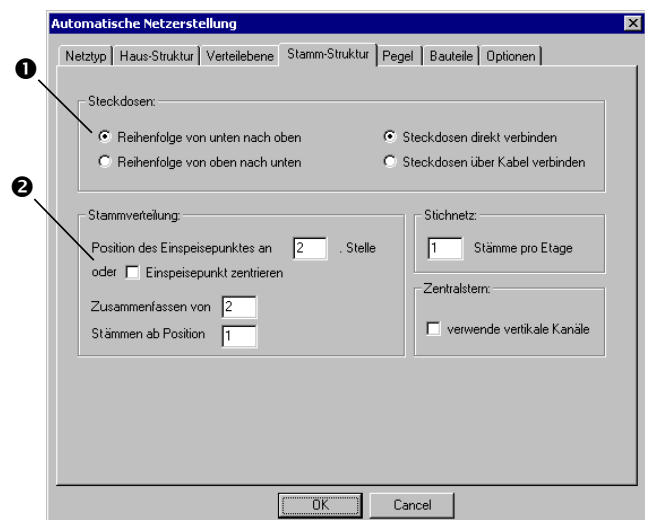 Automatische Netzerstellung
Netztyp Haus-Struktur Verteilebene Stamm-Struktur Pegel Bauteile Optionen
❶
Steckdosen:
Reihenfolge von unten nach oben Steckdosen direkt verbinden
Reihenfolge von oben nach unten Steckdosen über Kabel verbinden
❷
Stammverteilung:
Position des Einspeisepunktes an 2 . Stelle
oder Einspeisepunkt zentrieren
Zusammenfassen von 2
Stämmen ab Position 1
Stichnetz:
1 Stämme pro Etage
Zentralstern:
verwende vertikale Kanäle
OK Cancel